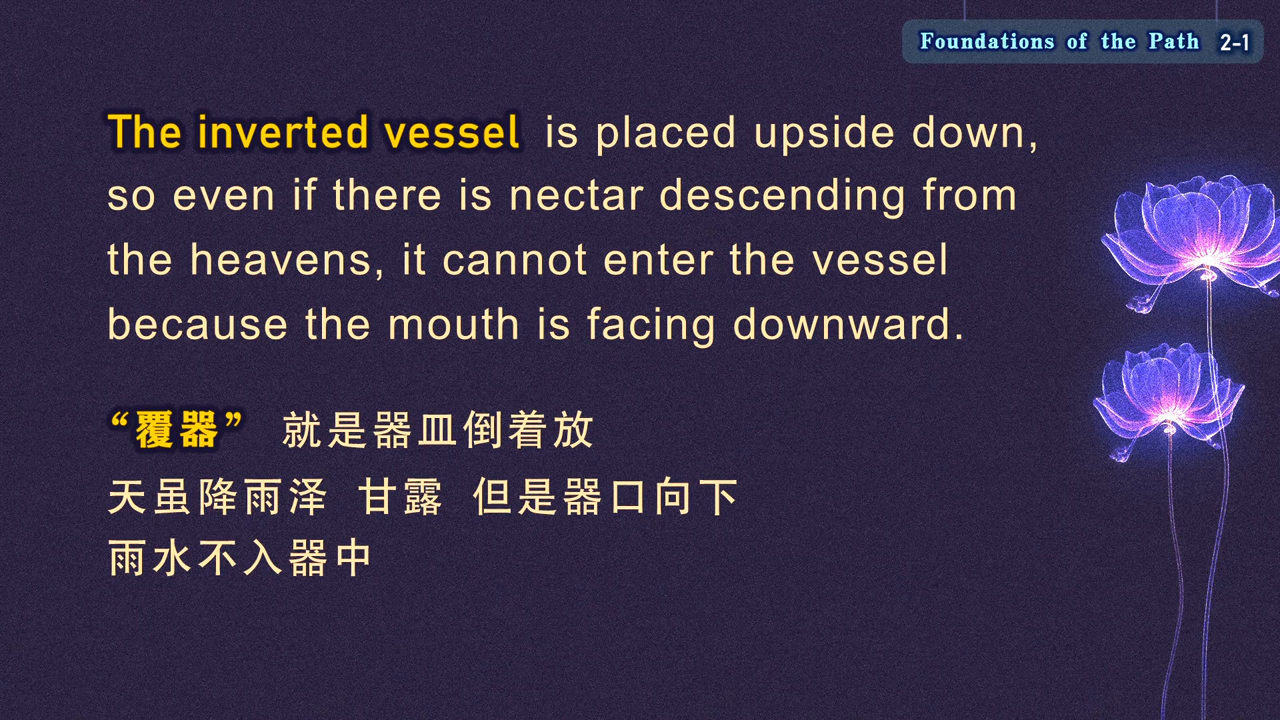 Foundations of the Path 2-1
The inverted vessel is placed upside down,
so even if there is nectar descending from
the heavens, it cannot enter the vessel
because the mouth is facing downward.
“覆器” 就是器皿倒着放
天虽降雨泽 甘露 但是器口向下
雨水不入器中